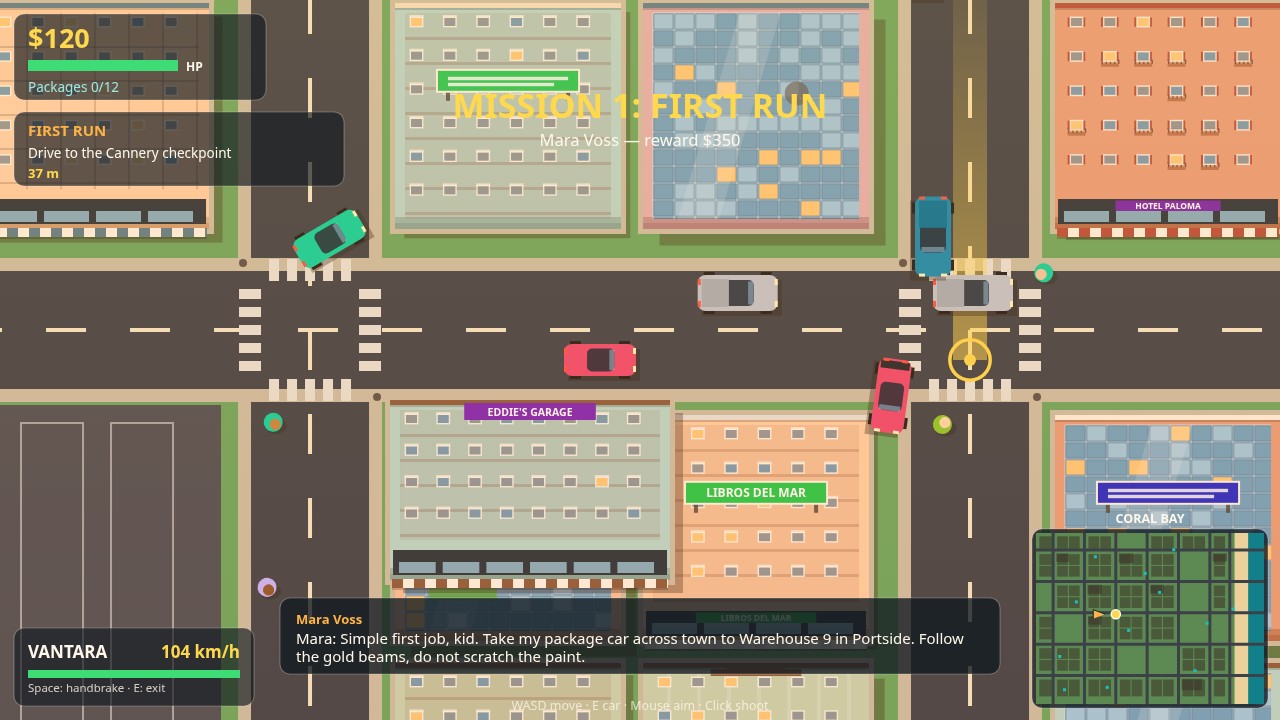 $120
HP
Packages 0/12
FIRST RUN
Drive to the Cannery checkpoint
37 m
MISSION 1: FIRST RUN
Mara Voss — reward $350
HOTEL PALOMA
EDDIE'S GARAGE
LIBROS DEL MAR
CORAL BAY
LIBROS DEL MAR
Mara Voss
Mara: Simple first job, kid. Take my package car across town to Warehouse 9 in Portside. Follow
the gold beams, do not scratch the paint.
VANTARA 104 km/h
Space: handbrake · E: exit
WASD move · E car · Mouse aim · Click shoot